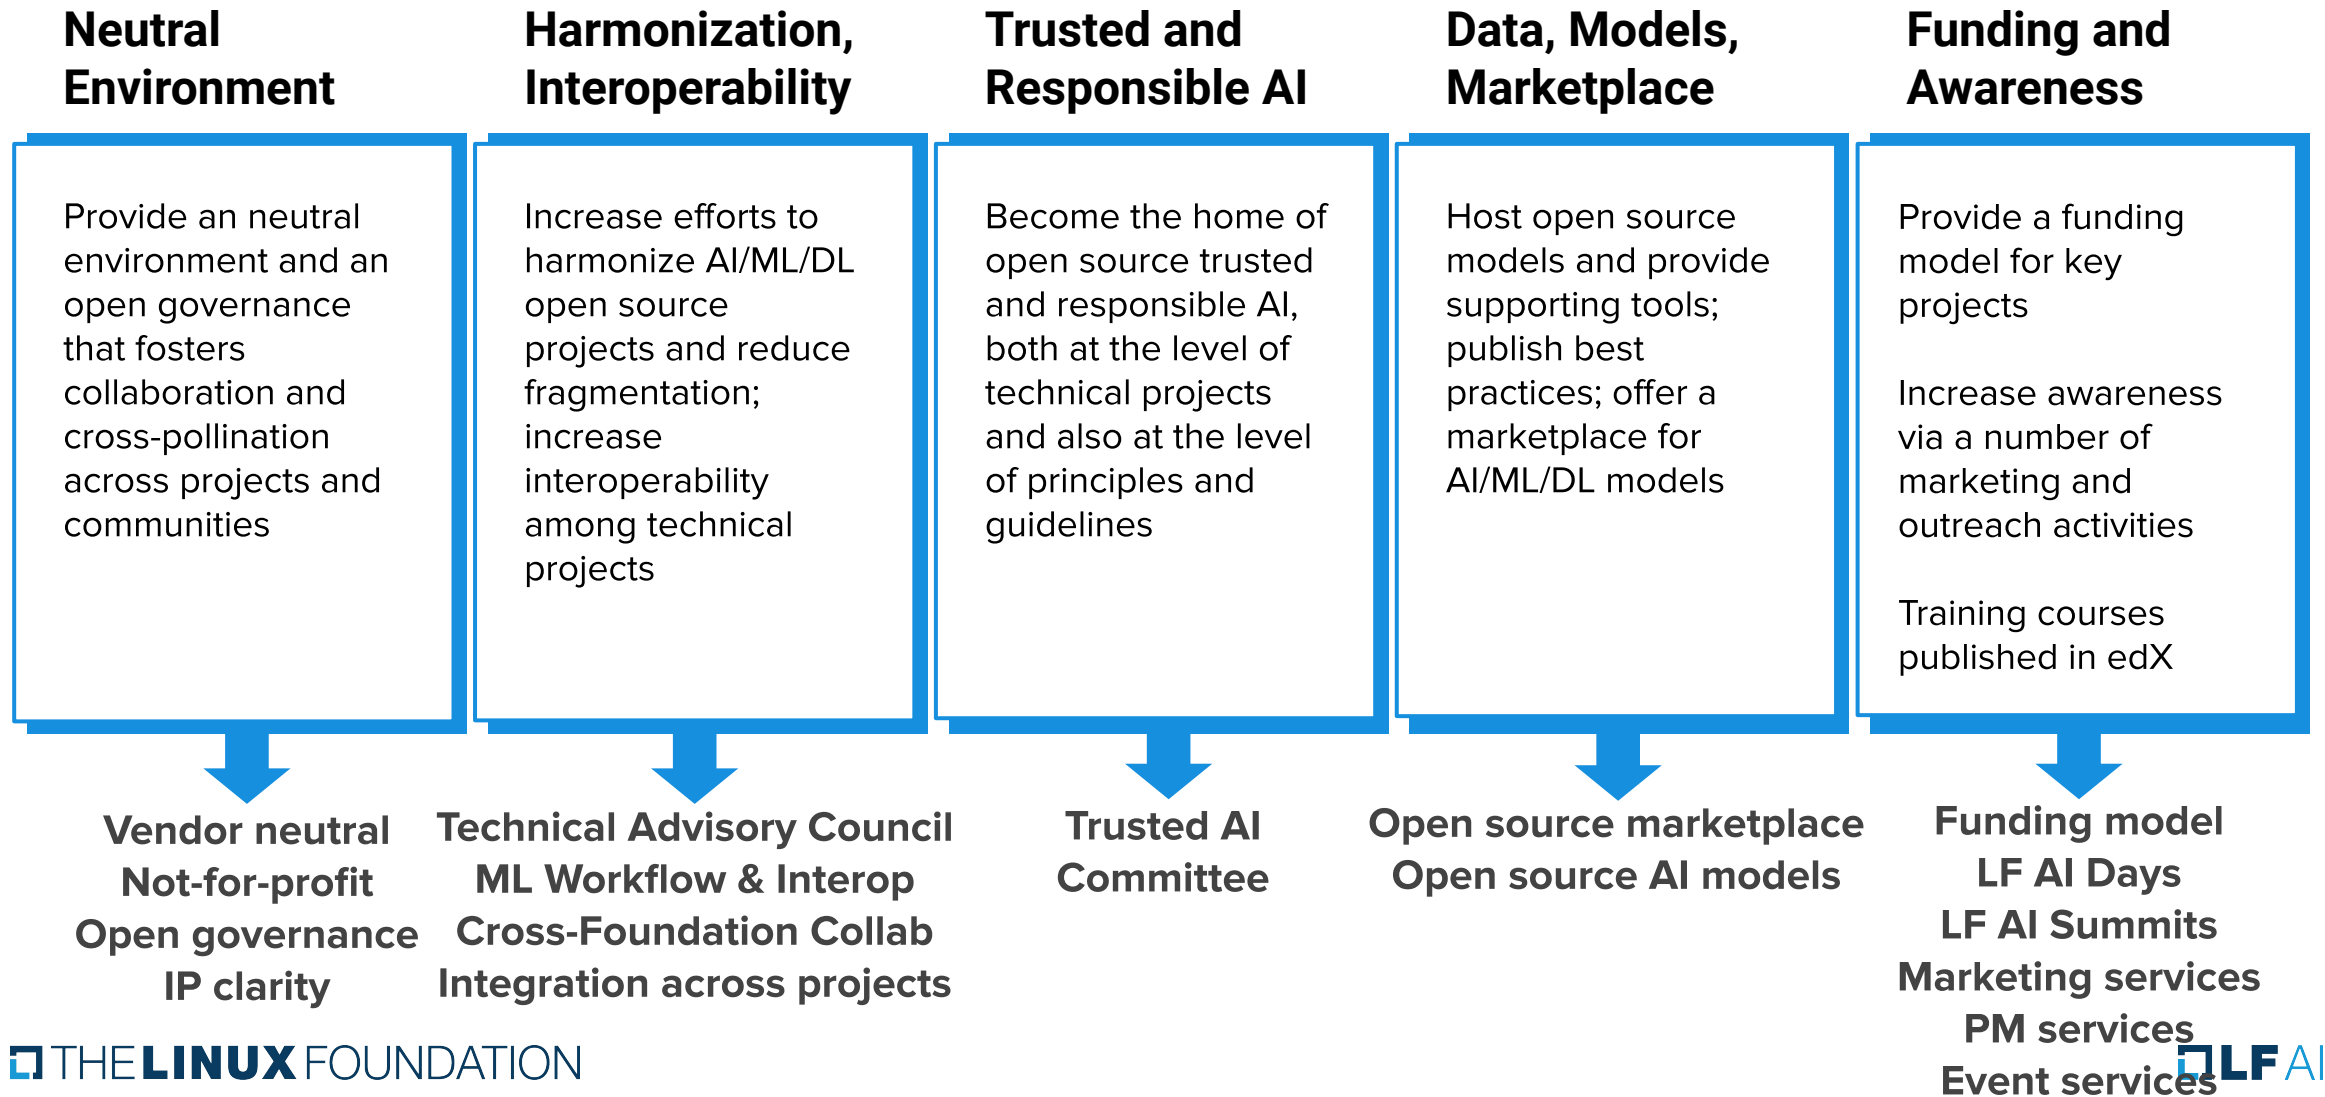 Neutral
Environment
Harmonization,
Interoperability
Trusted and
Responsible AI
Data, Models,
Marketplace
Funding and
Awareness
Provide an neutral
environment and an
open governance
that fosters
collaboration and
cross-pollination
across projects and
communities
Increase efforts to
harmonize AI/ML/DL
open source
projects and reduce
fragmentation;
increase
interoperability
among technical
projects
Become the home of
open source trusted
and responsible AI,
both at the level of
technical projects
and also at the level
of principles and
guidelines
Host open source
models and provide
supporting tools;
publish best
practices; offer a
marketplace for
AI/ML/DL models
Provide a funding
model for key
projects
Increase awareness
via a number of
marketing and
outreach activities
Training courses
published in edX
Vendor neutral
Not-for-profit
Open governance
IP clarity
Technical Advisory Council
ML Workflow & Interop
Cross-Foundation Collab
Integration across projects
Trusted AI
Committee
Open source marketplace
Open source AI models
Funding model
LF AI Days
LF AI Summits
Marketing services
PM services
Event services
THE LINUX FOUNDATION
LF AI